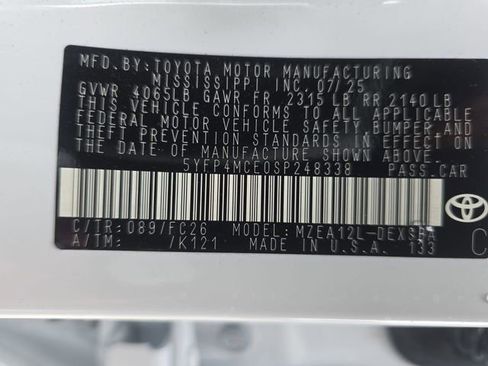 MFD. BY: TOYOTA MOTOR MANUFACTURING
MISSISSIPPI INC. 07/25
GVWR 4065LB GAWR FR 2315 LB RR 2140 LB
THIS VEHICLE CONFORMS TO ALL APPLICABLE
FEDERAL MOTOR VEHICLE SAFETY, BUMPER, AND
THEFT PREVENTION STANDARDS IN EFFECT ON
THE DATE OF MANUFACTURE SHOWN ABOVE.
5YFP4MCE0SP248338 PASS. CAR
C/TR: 089/FC26 MODEL: MZEA12L-DEXSBA
A/TM: /K121 MADE IN U.S.A. 133
C